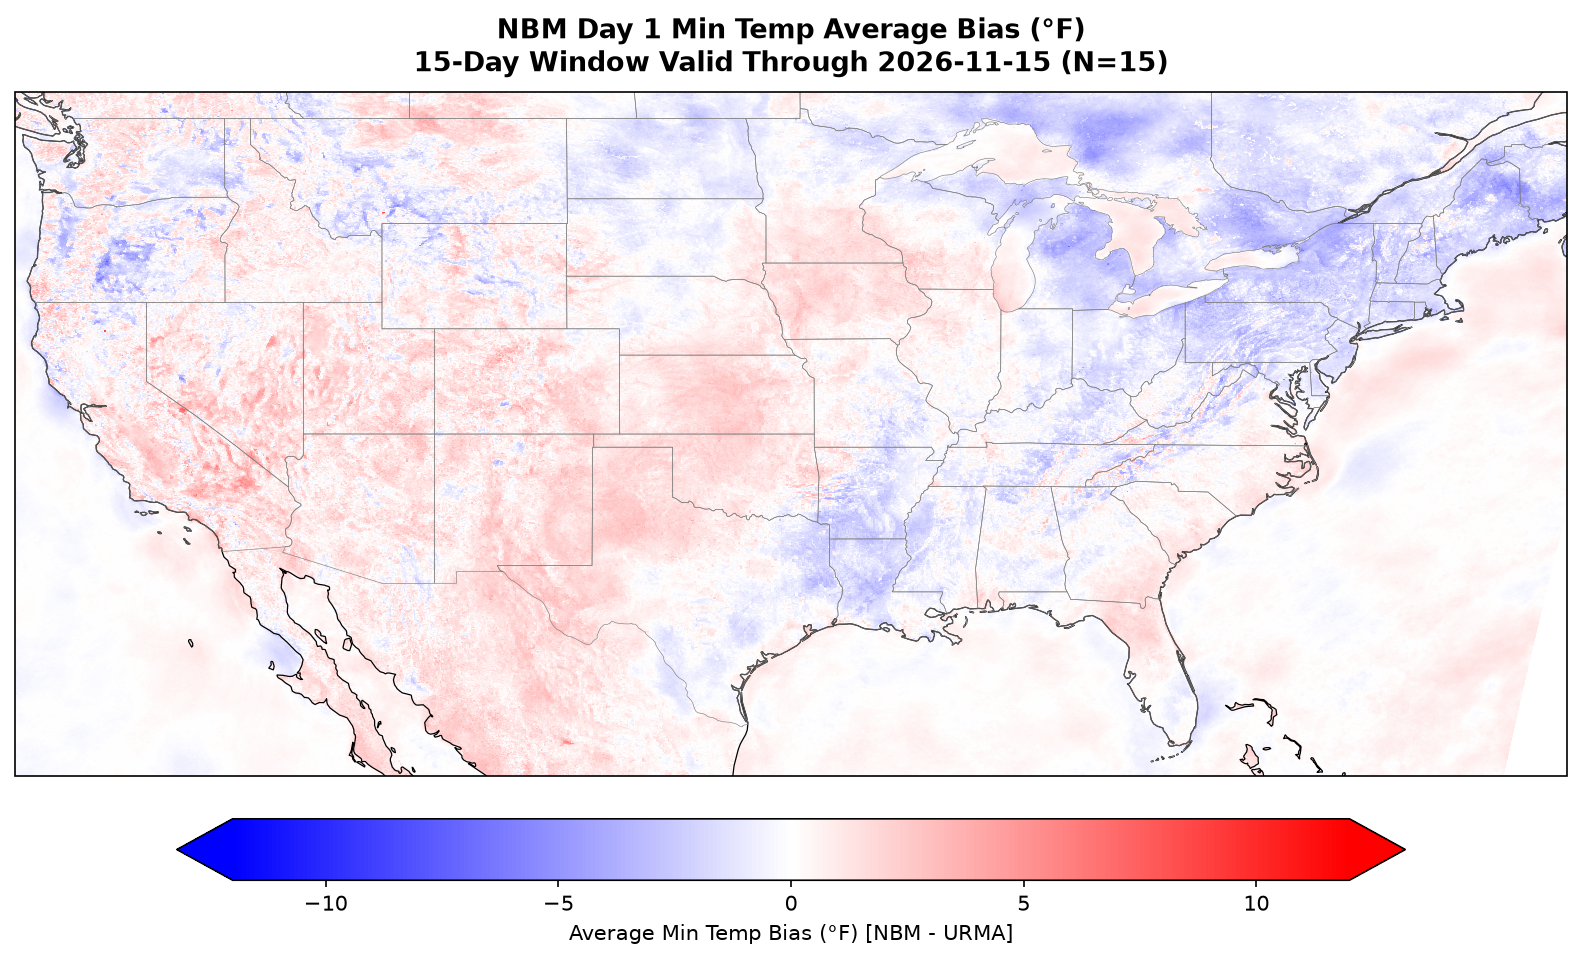 NBM Day 1 Min Temp Average Bias (°F)
15-Day Window Valid Through 2026-11-15 (N=15)
−10 −5 0 5 10
Average Min Temp Bias (°F) [NBM - URMA]